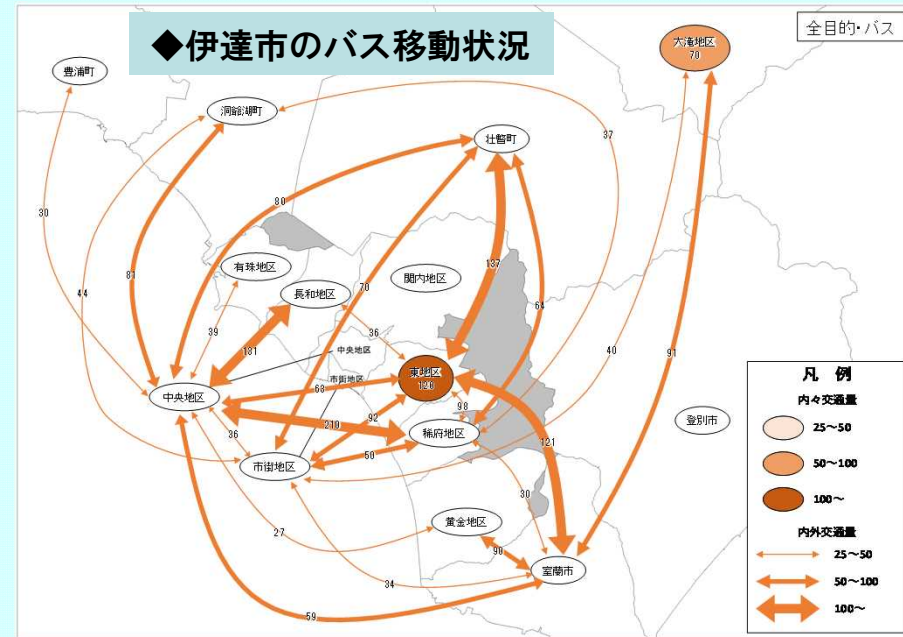 ◆伊達市のバス移動状況
全目的・バス
大滝地区
70
豊浦町
洞爺湖町
壮瞥町
37
80
30
81
44
有珠地区
関内地区
長和地区
137
70
64
39
36
40
91
131
中央地区
東地区
120
市街地区
68
中央地区
98
92
登別市
210
稀府地区
36
121
市街地区
50
30
黄金地区
27
90
34
室蘭市
59
凡 例
内々交通量
25～50
50～100
100～
内外交通量
25～50
50～100
100～